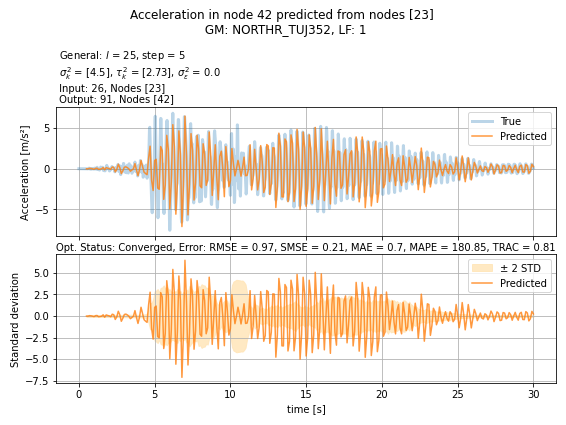 Acceleration in node 42 predicted from nodes [23]
GM: NORTHR_TUJ352, LF: 1
General: l = 25, step = 5
σ²ₖ = [4.5], τ²ₖ = [2.73], σ²ε = 0.0
Input: 26, Nodes [23]
Output: 91, Nodes [42]
Acceleration [m/s²]
5
0
−5
True
Predicted
Opt. Status: Converged, Error: RMSE = 0.97, SMSE = 0.21, MAE = 0.7, MAPE = 180.85, TRAC = 0.81
Standard deviation
5.0
2.5
0.0
−2.5
−5.0
−7.5
± 2 STD
Predicted
0 5 10 15 20 25 30
time [s]